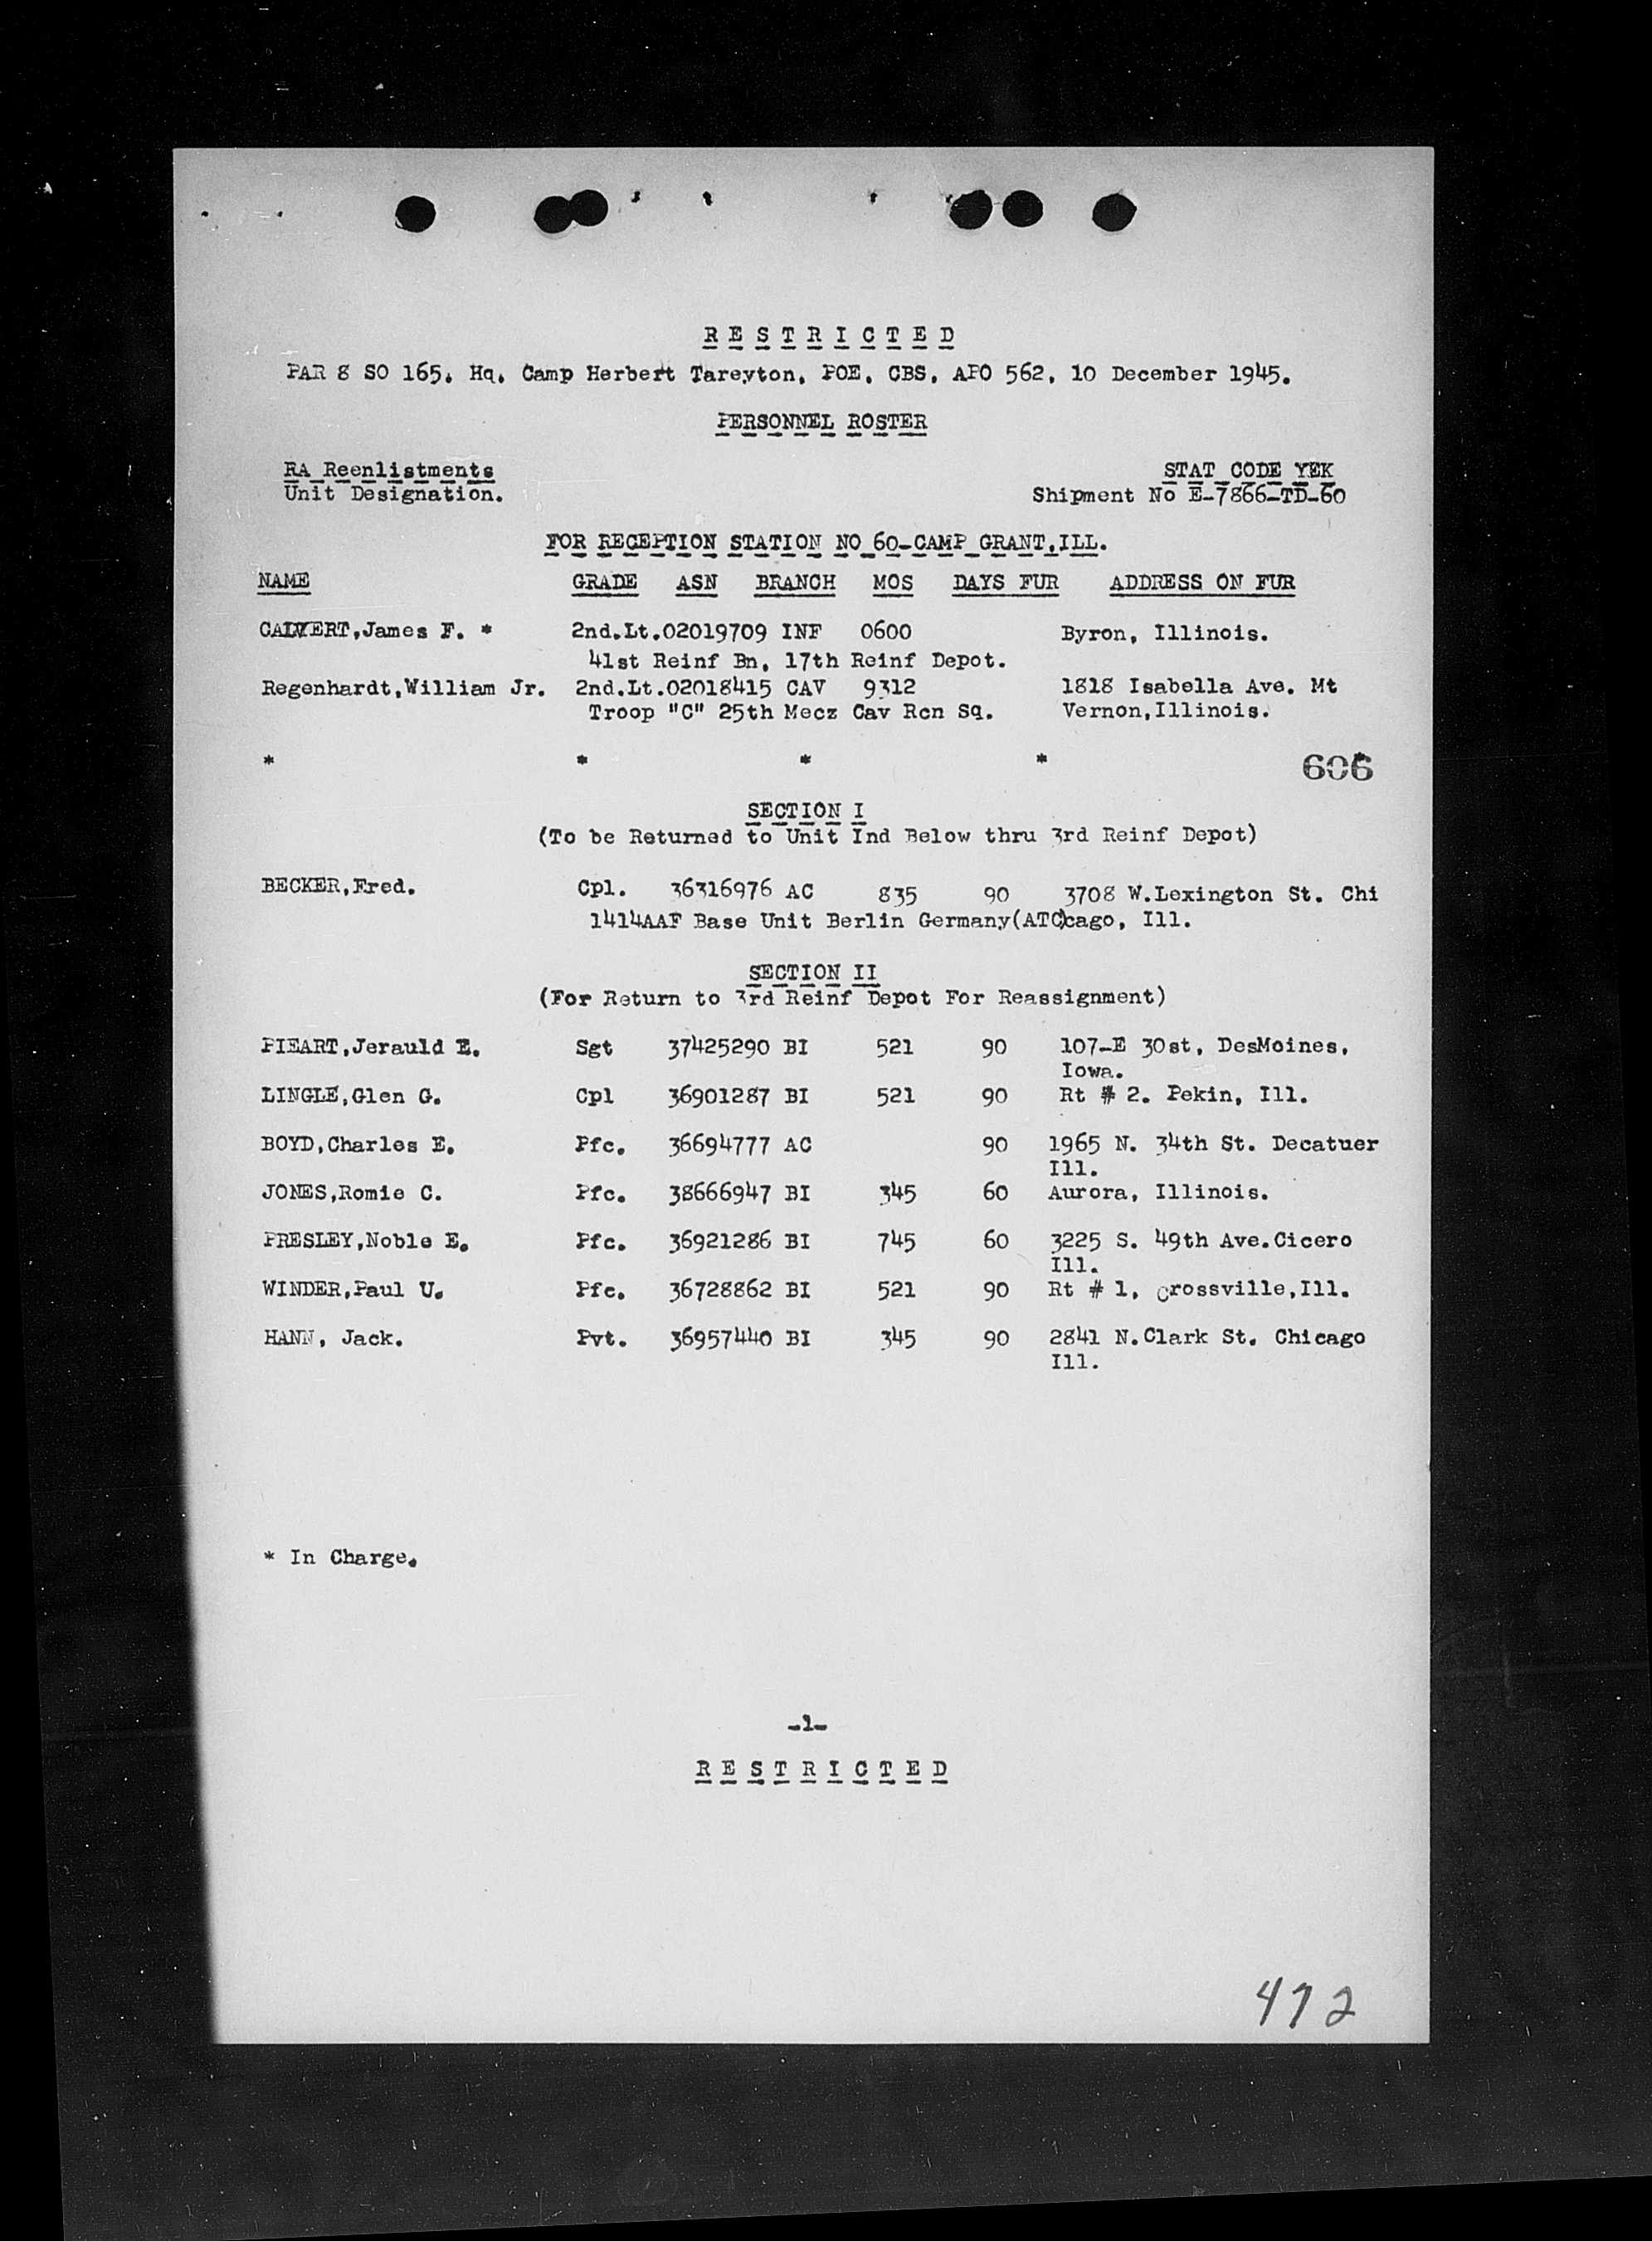 RESTRICTED
PAR 8 SO 165. Hq. Camp Herbert Tareyton, POE, CBS, APO 562, 10 December 1945.
PERSONNEL ROSTER
RA Reenlistments STAT CODE YEK
Unit Designation. Shipment No E-7866-TD-60
FOR RECEPTION STATION NO 60-CAMP GRANT, ILL.
NAME GRADE ASN BRANCH MOS DAYS FUR ADDRESS ON FUR
CALVERT, James F. * 2nd.Lt.02019709 INF 0600 Byron, Illinois.
41st Reinf Bn, 17th Reinf Depot.
Regenhardt, William Jr. 2nd.Lt.02018415 CAV 9312 1818 Isabella Ave. Mt
Troop "C" 25th Mecz Cav Rcn Sq. Vernon, Illinois.
* * * * *
606
SECTION I
(To be Returned to Unit Ind Below thru 3rd Reinf Depot)
BECKER, Fred. Cpl. 36316976 AC 835 90 3708 W.Lexington St. Chi
1414AAF Base Unit Berlin Germany(ATC)cago, Ill.
SECTION II
(For Return to 3rd Reinf Depot For Reassignment)
PIEART, Jerauld E. Sgt 37425290 BI 521 90 107-E 30st, DesMoines,
Iowa.
LINGLE, Glen G. Cpl 36901287 BI 521 90 Rt # 2. Pekin, Ill.
BOYD, Charles E. Pfc. 36694777 AC 90 1965 N. 34th St. Decatuer
Ill.
JONES, Romie C. Pfc. 38666947 BI 345 60 Aurora, Illinois.
PRESLEY, Noble E. Pfc. 36921286 BI 745 60 3225 S. 49th Ave.Cicero
Ill.
WINDER, Paul U. Pfc. 36728862 BI 521 90 Rt # 1, Crossville, Ill.
HANN, Jack. Pvt. 36957440 BI 345 90 2841 N.Clark St. Chicago
Ill.
* In Charge.
-1-
RESTRICTED
472